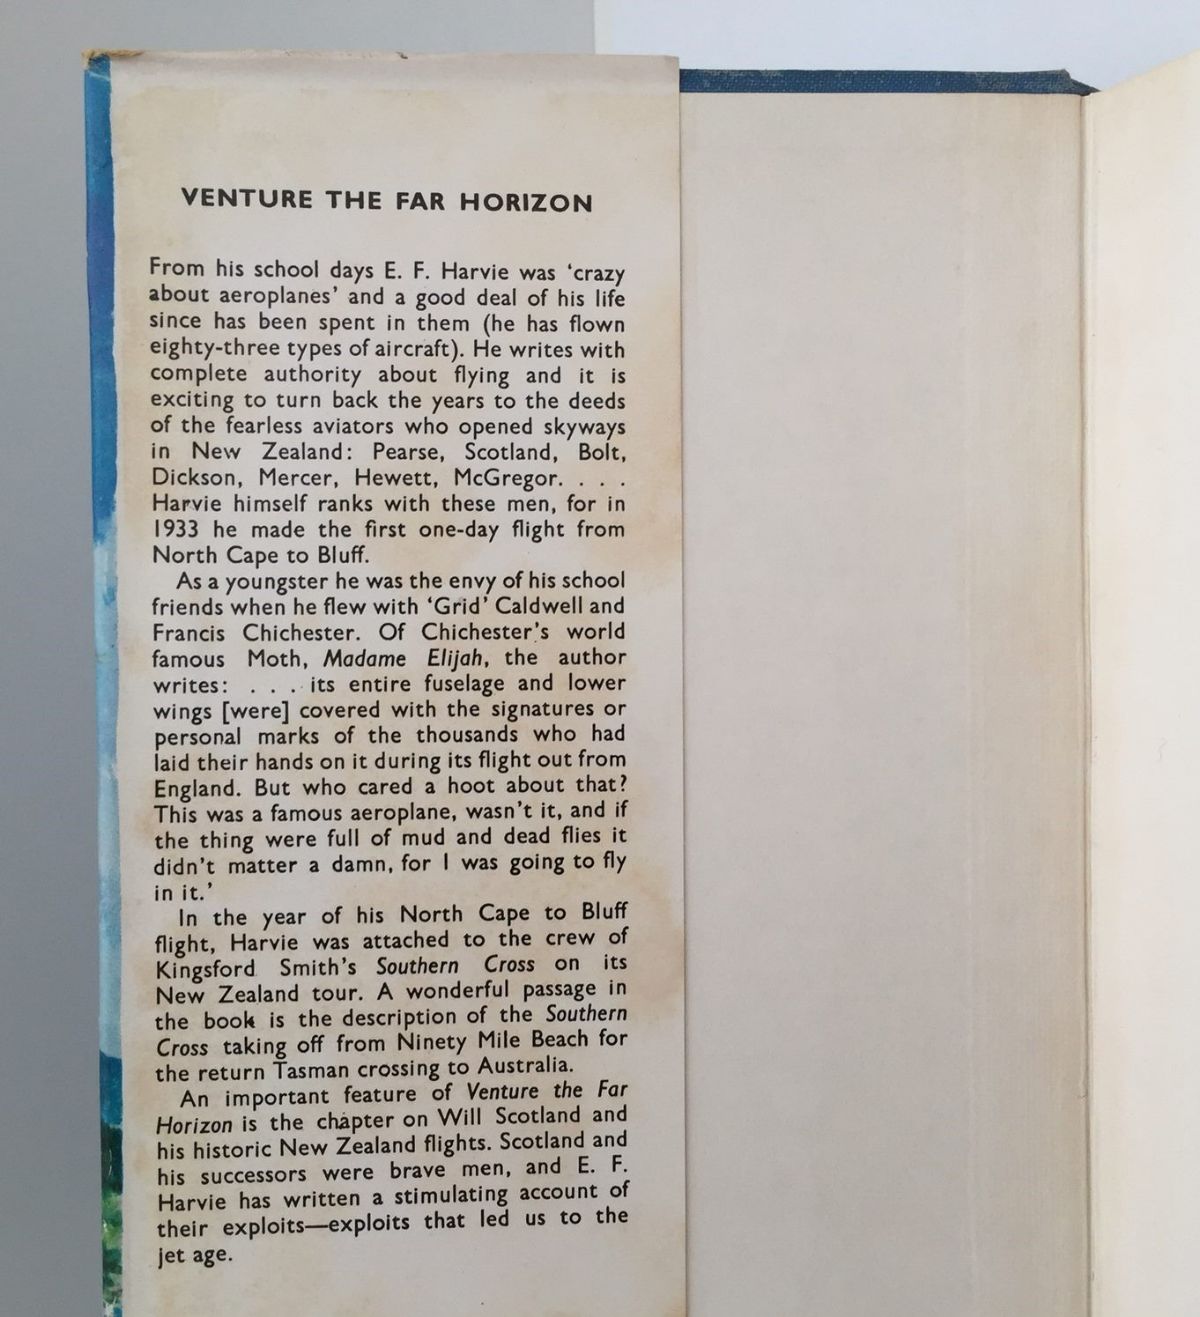 VENTURE THE FAR HORIZON
From his school days E. F. Harvie was ‘crazy
about aeroplanes’ and a good deal of his life
since has been spent in them (he has flown
eighty-three types of aircraft). He writes with
complete authority about flying and it is
exciting to turn back the years to the deeds
of the fearless aviators who opened skyways
in New Zealand: Pearse, Scotland, Bolt,
Dickson, Mercer, Hewett, McGregor. . . .
Harvie himself ranks with these men, for in
1933 he made the first one-day flight from
North Cape to Bluff.
As a youngster he was the envy of his school
friends when he flew with ‘Grid’ Caldwell and
Francis Chichester. Of Chichester’s world
famous Moth, Madame Elijah, the author
writes: . . . its entire fuselage and lower
wings [were] covered with the signatures or
personal marks of the thousands who had
laid their hands on it during its flight out from
England. But who cared a hoot about that?
This was a famous aeroplane, wasn’t it, and if
the thing were full of mud and dead flies it
didn’t matter a damn, for I was going to fly
in it.’
In the year of his North Cape to Bluff
flight, Harvie was attached to the crew of
Kingsford Smith’s Southern Cross on its
New Zealand tour. A wonderful passage in
the book is the description of the Southern
Cross taking off from Ninety Mile Beach for
the return Tasman crossing to Australia.
An important feature of Venture the Far
Horizon is the chapter on Will Scotland and
his historic New Zealand flights. Scotland and
his successors were brave men, and E. F.
Harvie has written a stimulating account of
their exploits—exploits that led us to the
jet age.